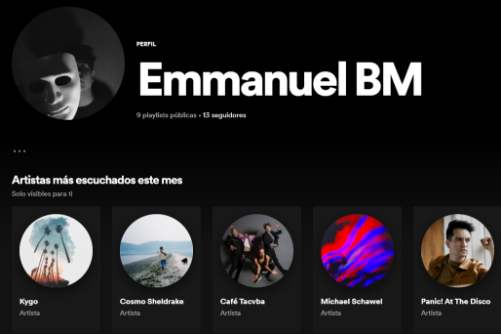 PERFIL
Emmanuel BM
9 playlists públicas • 13 seguidores
Artistas más escuchados este mes
Solo visibles para ti
Kygo
Artista
Cosmo Sheldrake
Artista
Café Tacvba
Artista
Michael Schawel
Artista
Panic! At The Disco
Artista